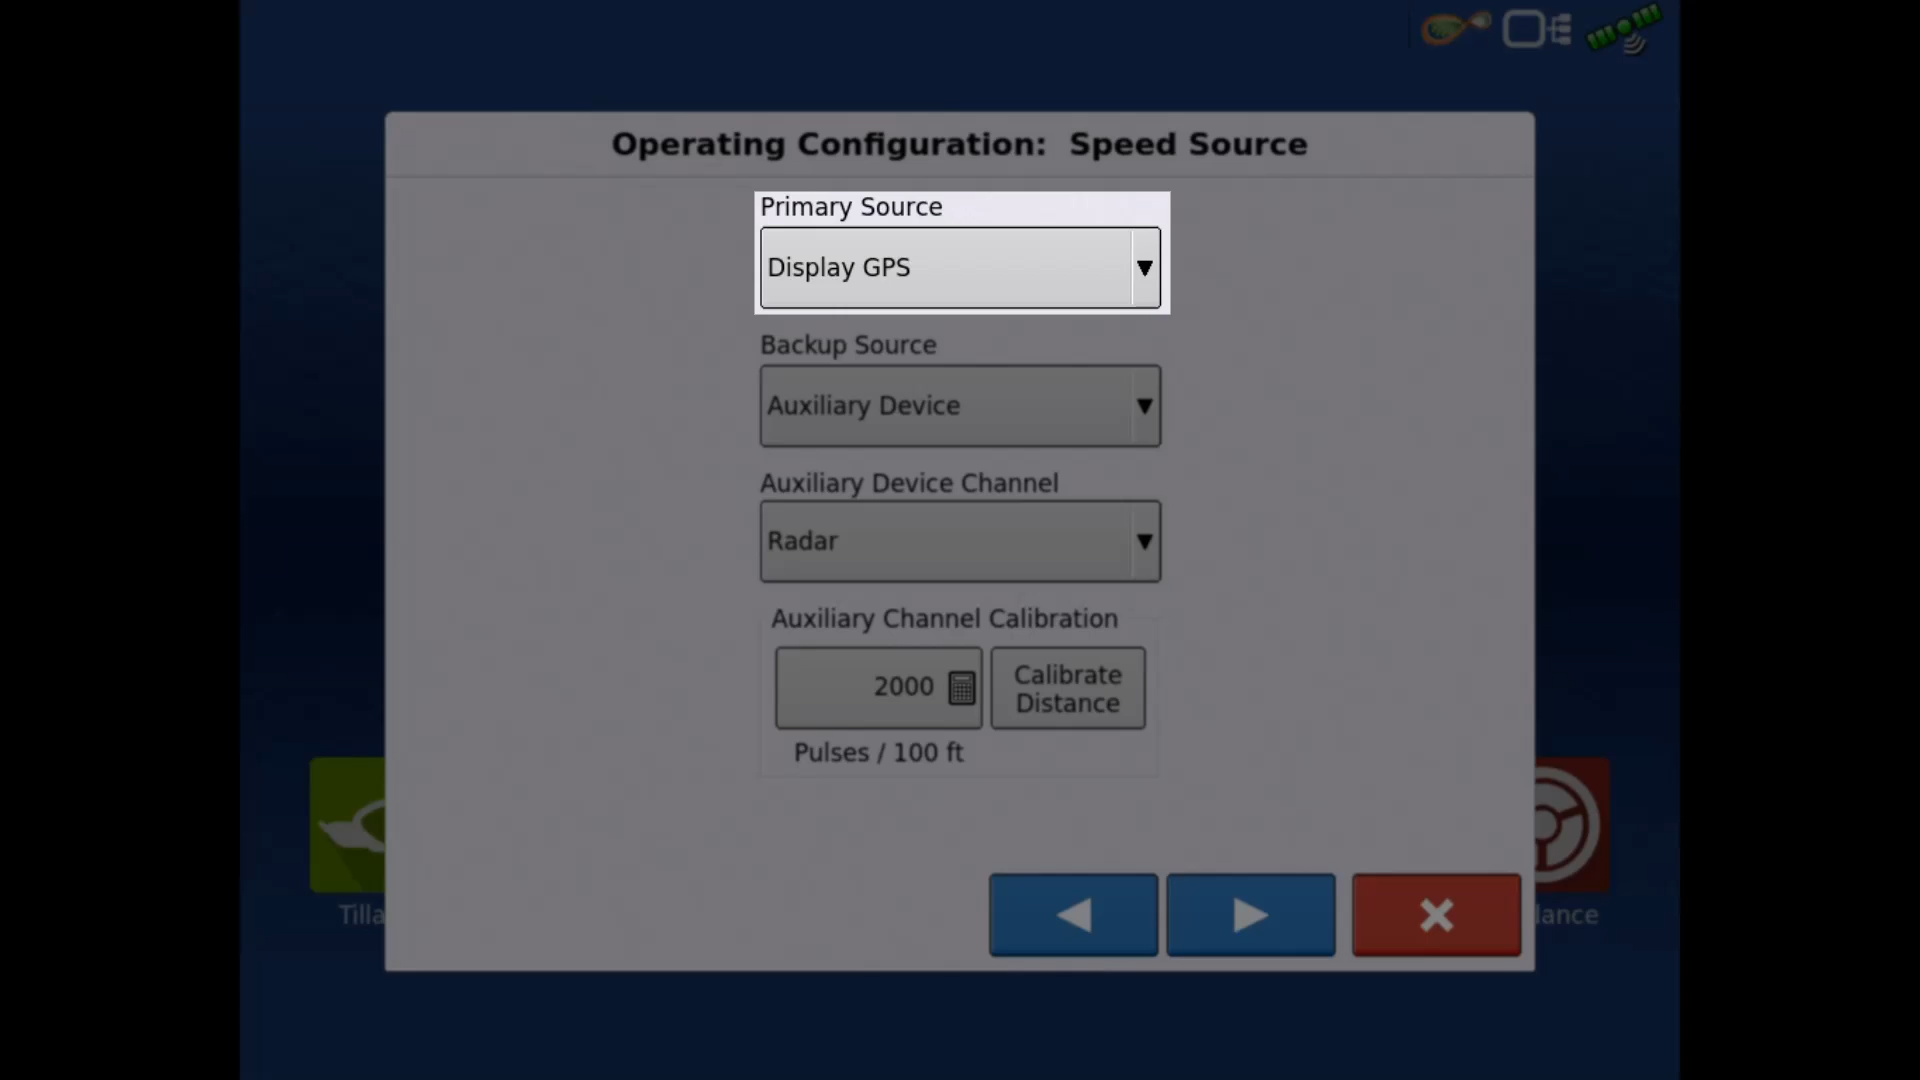 Operating Configuration: Speed Source
Primary Source
Display GPS
Backup Source
Auxiliary Device
Auxiliary Device Channel
Radar
Auxiliary Channel Calibration
2000
Calibrate
Distance
Pulses / 100 ft
Tilla
lance